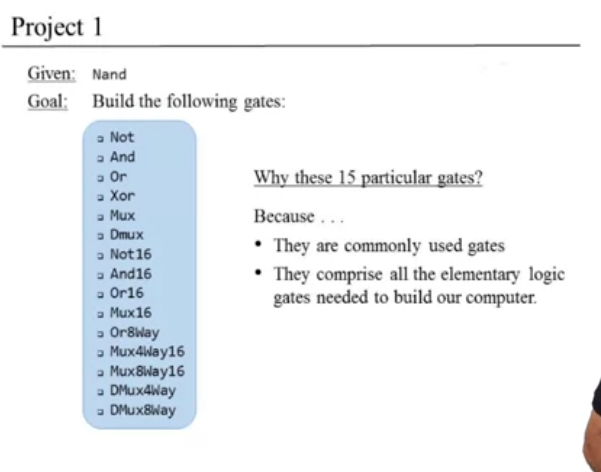 Project 1
Given: Nand
Goal: Build the following gates:
Not
And
Or
Xor
Mux
Dmux
Not16
And16
Or16
Mux16
Or8Way
Mux4Way16
Mux8Way16
DMux4Way
DMux8Way
Why these 15 particular gates?
Because . . .
• They are commonly used gates
• They comprise all the elementary logic
gates needed to build our computer.